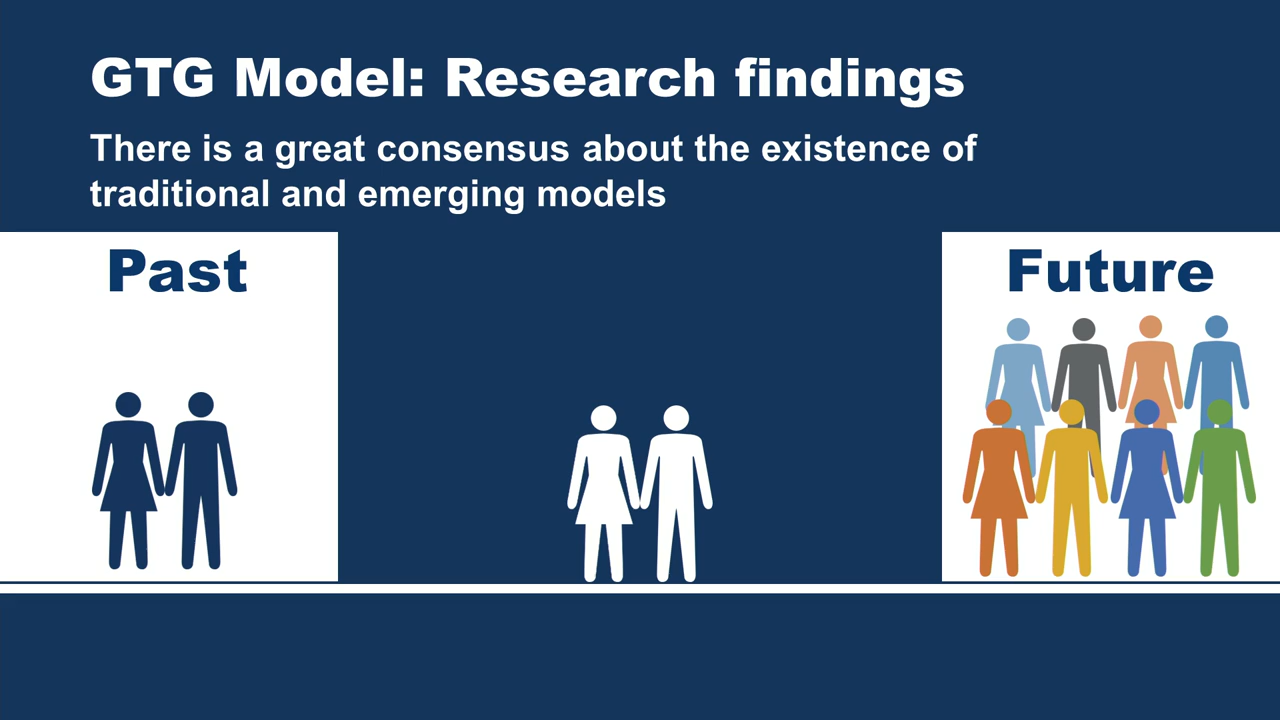 GTG Model: Research findings
There is a great consensus about the existence of
traditional and emerging models
Past
Future